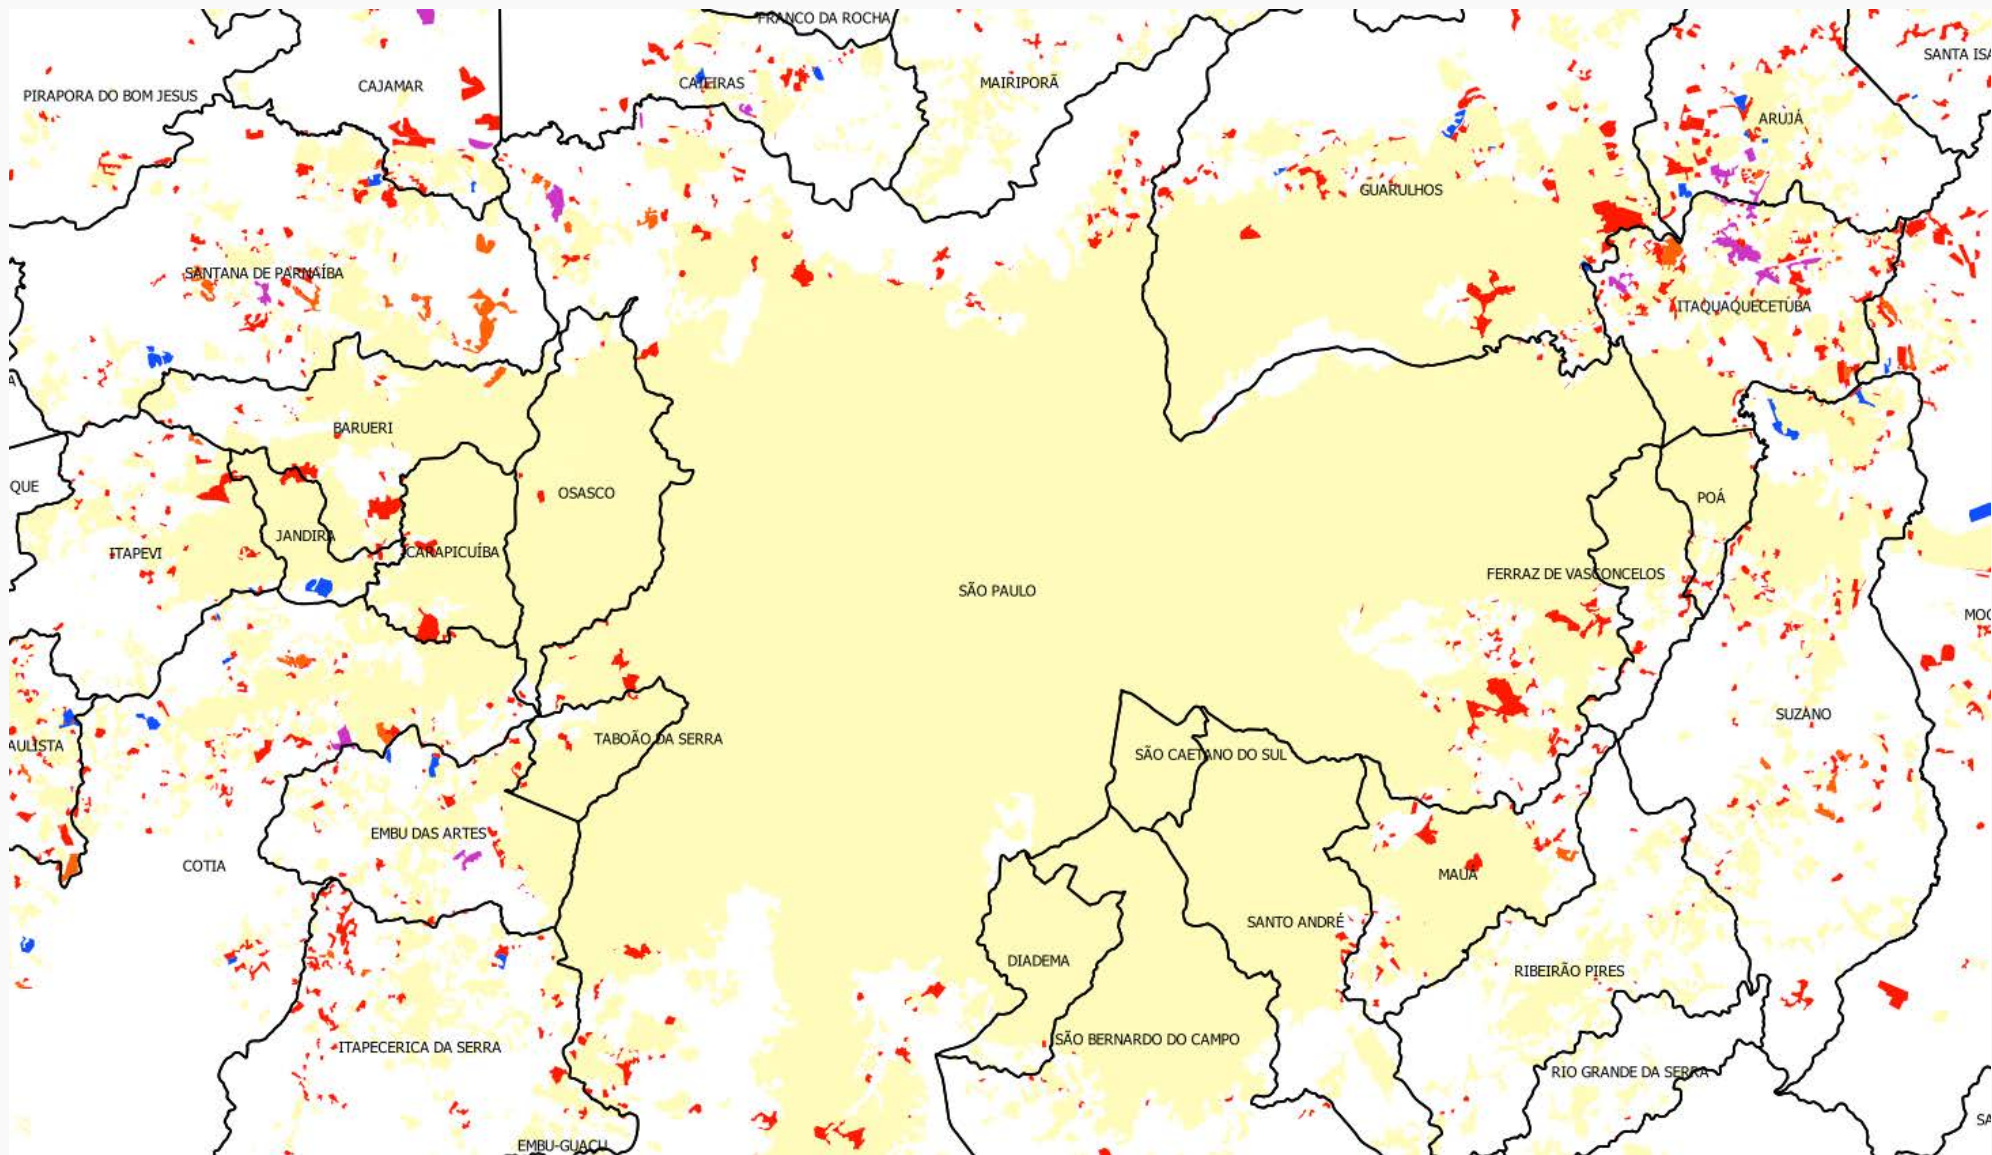 FRANCO DA ROCHA
SANTA ISA
CAJAMAR
CAIEIRAS
MAIRIPORÃ
PIRAPORA DO BOM JESUS
ARUJÁ
GUARULHOS
SANTANA DE PARNAÍBA
ITAQUAQUECETUBA
BARUERI
QUE
OSASCO
POÁ
JANDIRA
ITAPEVI
CARAPICUÍBA
FERRAZ DE VASCONCELOS
SÃO PAULO
MOG
SUZANO
AULISTA
TABOÃO DA SERRA
SÃO CAETANO DO SUL
EMBU DAS ARTES
COTIA
MAUÁ
SANTO ANDRÉ
DIADEMA
RIBEIRÃO PIRES
SÃO BERNARDO DO CAMPO
ITAPECERICA DA SERRA
RIO GRANDE DA SERRA
SA
EMBU-GUAÇU